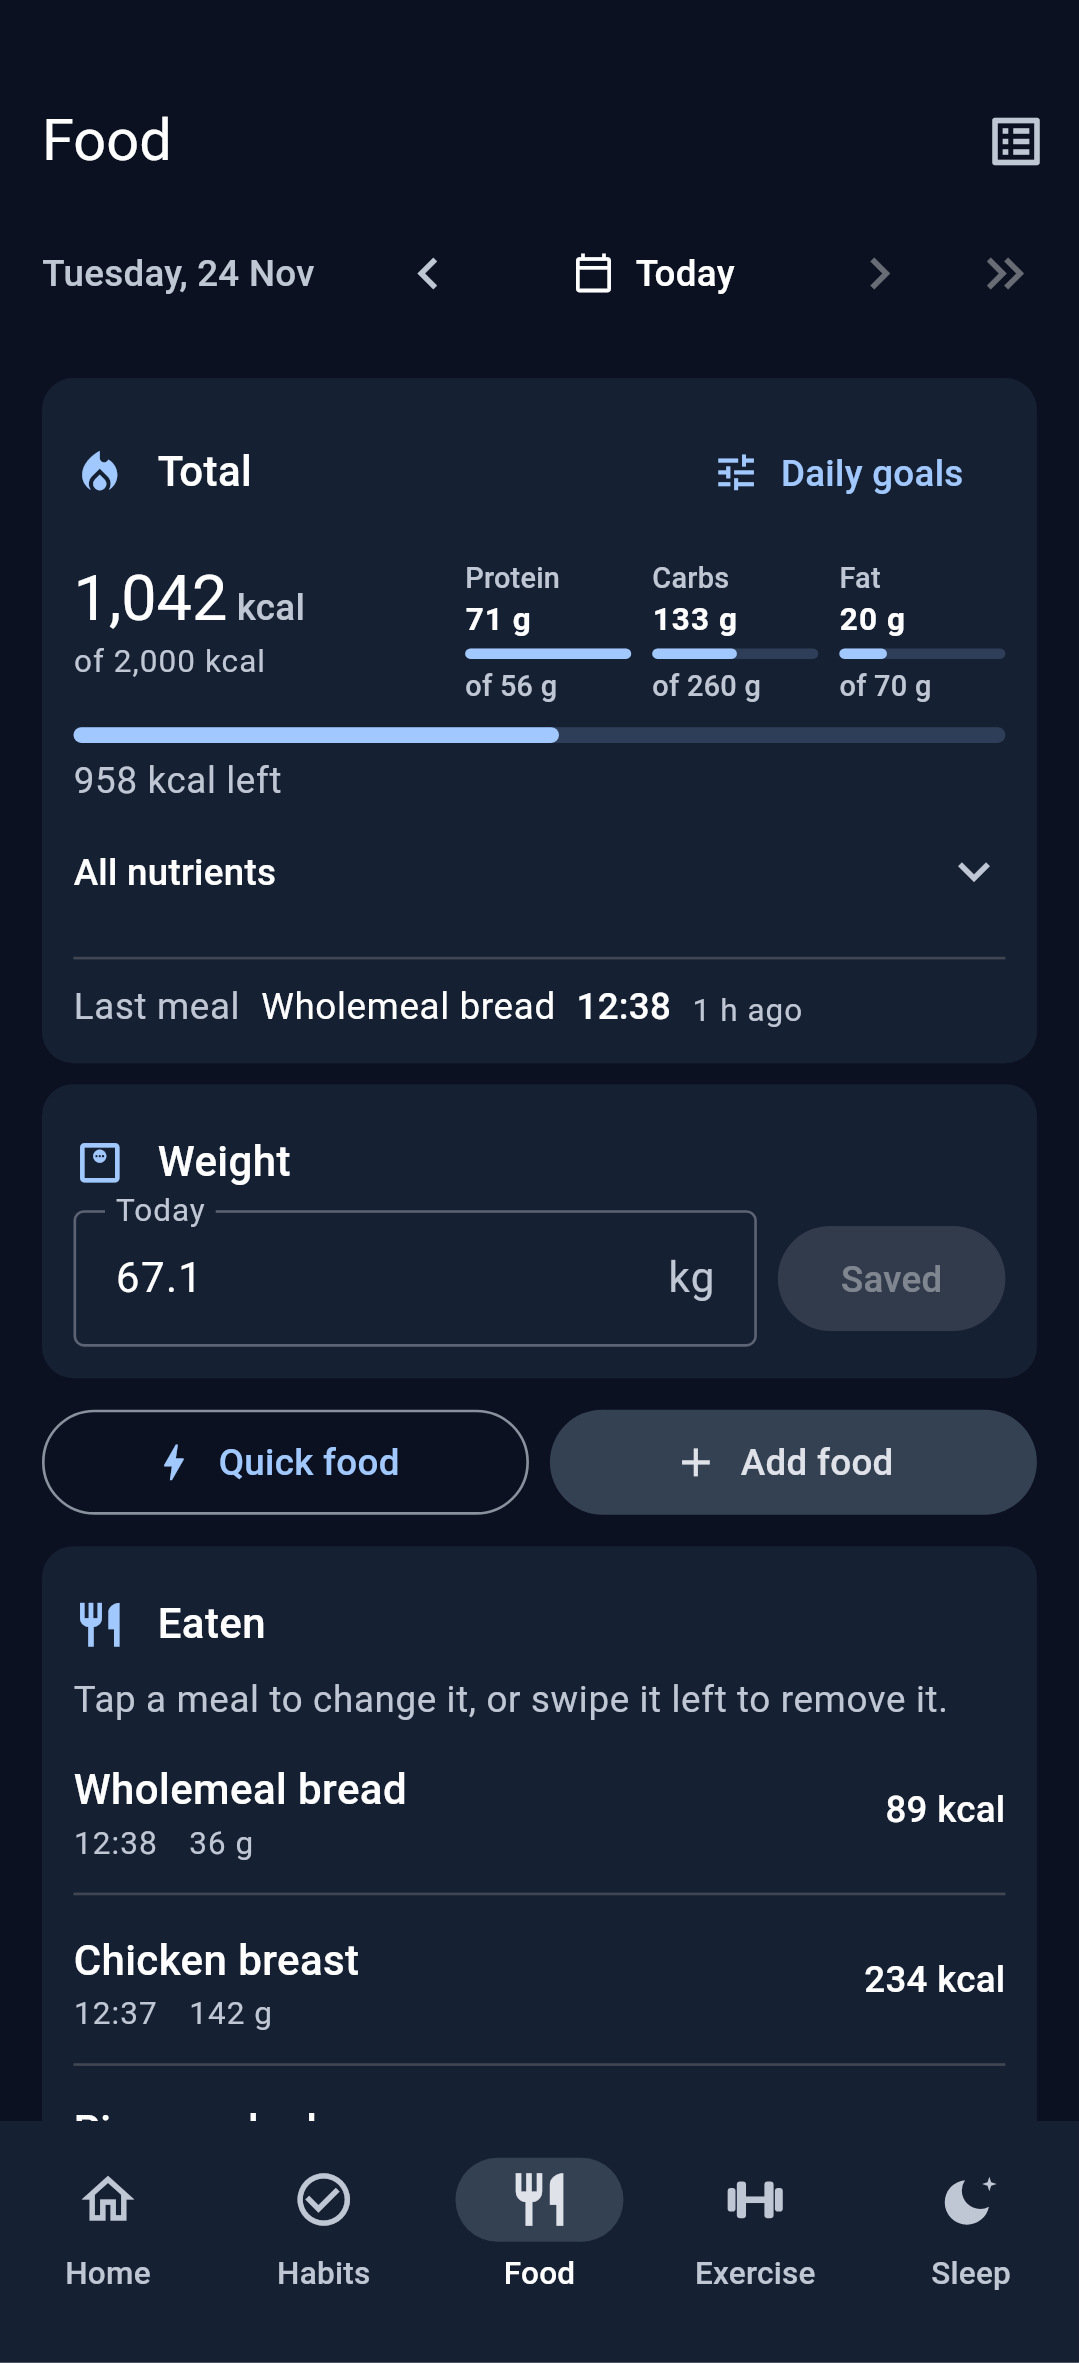 Food
Tuesday, 24 Nov
Today
Total
Daily goals
1,042 kcal
of 2,000 kcal
Protein
71 g
of 56 g
Carbs
133 g
of 260 g
Fat
20 g
of 70 g
958 kcal left
All nutrients
Last meal Wholemeal bread 12:38 1 h ago
Weight
Today
67.1 kg
Saved
Quick food
Add food
Eaten
Tap a meal to change it, or swipe it left to remove it.
Wholemeal bread
12:38 36 g
89 kcal
Chicken breast
12:37 142 g
234 kcal
Home
Habits
Food
Exercise
Sleep